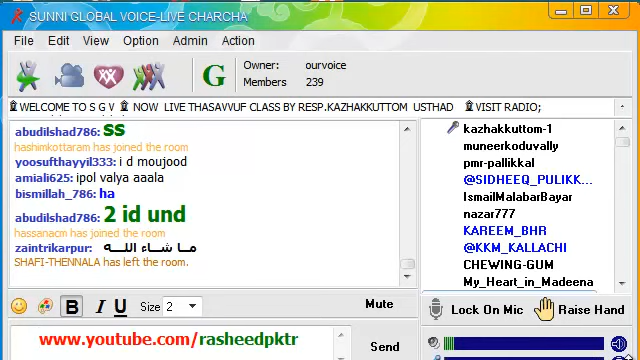 SUNNI GLOBAL VOICE-LIVE CHARCHA
File Edit View Option Admin Action
G
Owner: ourvoice
Members 239
WELCOME TO S G V NOW LIVE THASAVVUF CLASS BY RESP.KAZHAKKUTTOM USTHAD VISIT RADIO;
abudilshad786: ss
hashimkottaram has joined the room
yoosufthayyil333: i d moujood
amiali625: ipol valya aaala
bismillah_786: ha
abudilshad786: 2 id und
hassanacm has joined the room
zaintrikarpur: مـا شــاء اللـــه
SHAFI-THENNALA has left the room.
kazhakkuttom-1
muneerkoduvally
pmr-pallikkal
@SIDHEEQ_PULIKK...
IsmailMalabarBayar
nazar777
KAREEM_BHR
@KKM_KALLACHI
CHEWING-GUM
My_Heart_in_Madeena
B I U Size 2
Mute
Lock On Mic Raise Hand
www.youtube.com/rasheedpktr
Send